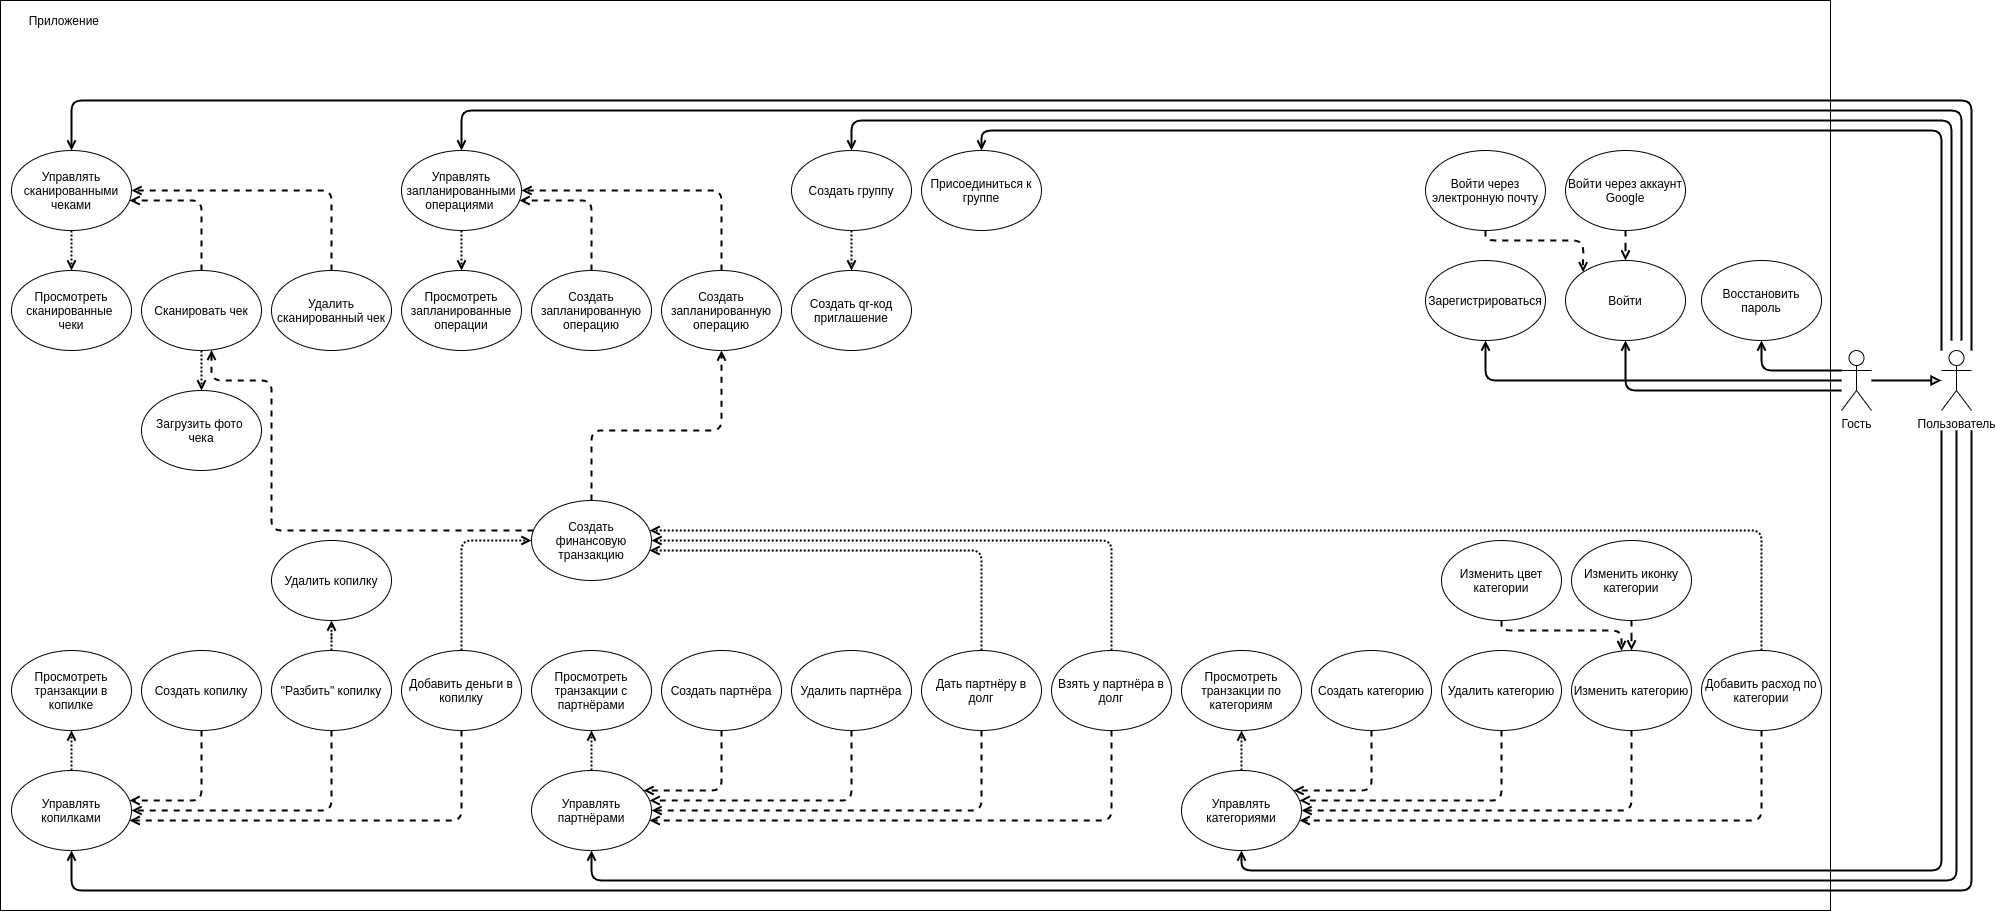 Приложение
Управлять
сканированными
чеками
Управлять
запланированными
операциями
Создать группу
Присоединиться к
группе
Войти через
электронную почту
Войти через аккаунт
Google
Просмотреть
сканированные
чеки
Сканировать чек
Удалить
сканированный чек
Просмотреть
запланированные
операции
Создать
запланированную
операцию
Создать
запланированную
операцию
Создать qr-код
приглашение
Зарегистрироваться
Войти
Восстановить
пароль
Загрузить фото
чека
Гость
Пользователь
Создать
финансовую
транзакцию
Удалить копилку
Изменить цвет
категории
Изменить иконку
категории
Просмотреть
транзакции в
копилке
Создать копилку
"Разбить" копилку
Добавить деньги в
копилку
Просмотреть
транзакции с
партнёрами
Создать партнёра
Удалить партнёра
Дать партнёру в
долг
Взять у партнёра в
долг
Просмотреть
транзакции по
категориям
Создать категорию
Удалить категорию
Изменить категорию
Добавить расход по
категории
Управлять
копилками
Управлять
партнёрами
Управлять
категориями